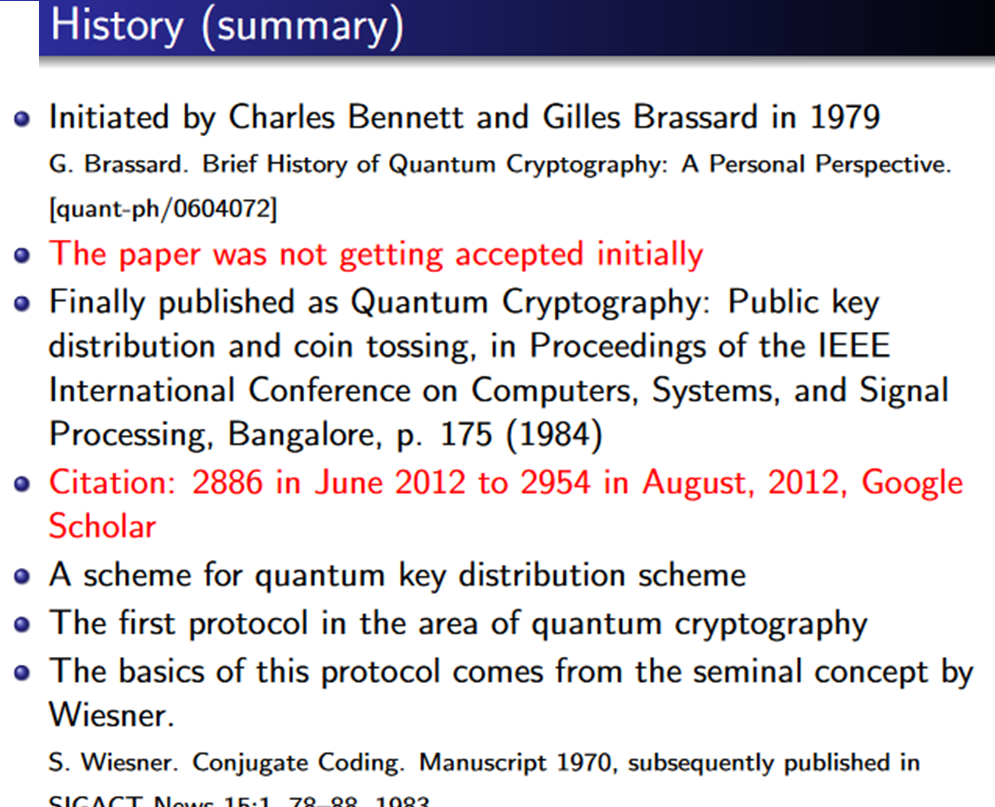 History (summary)
Initiated by Charles Bennett and Gilles Brassard in 1979
G. Brassard. Brief History of Quantum Cryptography: A Personal Perspective.
[quant-ph/0604072]
The paper was not getting accepted initially
Finally published as Quantum Cryptography: Public key
distribution and coin tossing, in Proceedings of the IEEE
International Conference on Computers, Systems, and Signal
Processing, Bangalore, p. 175 (1984)
Citation: 2886 in June 2012 to 2954 in August, 2012, Google
Scholar
A scheme for quantum key distribution scheme
The first protocol in the area of quantum cryptography
The basics of this protocol comes from the seminal concept by
Wiesner.
S. Wiesner. Conjugate Coding. Manuscript 1970, subsequently published in
SIGACT News 15:1, 78–88, 1983